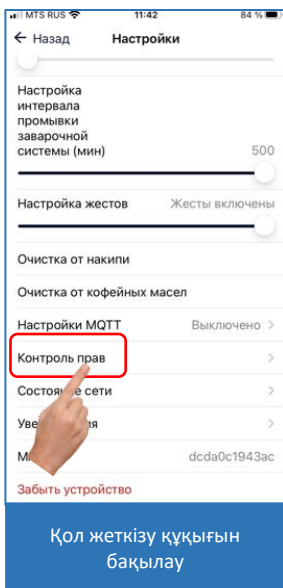 MTS RUS 11:42 84 %
← Назад Настройки
Настройка
интервала
промывки
заварочной
системы (мин) 500
Настройка жестов Жесты включены
Очистка от накипи
Очистка от кофейных масел
Настройки MQTT Выключено >
Контроль прав >
сети >
>
dcda0c1943ac
Забыть устройство
Қол жеткізу құқығын
бақылау